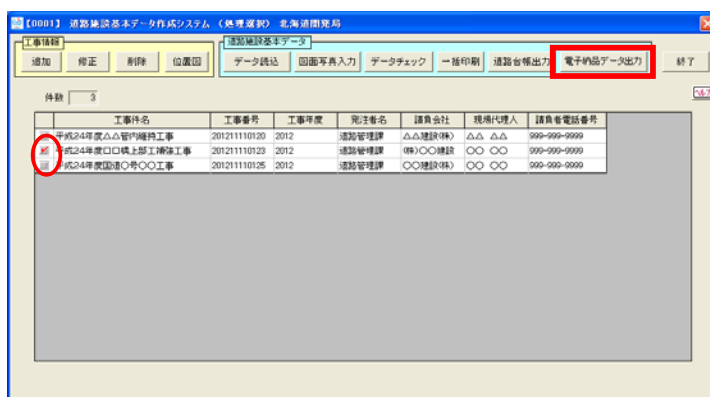 【0001】 道路施設基本データ作成システム （処理選択） 北海道開発局
工事情報
道路施設基本データ
追加 修正 削除 位置図 データ読込 図面写真入力 データチェック 一括印刷 道路台帳出力 電子納品データ出力 終了
件数 3
ヘルプ
工事件名 工事番号 工事年度 発注者名 請負会社 現場代理人 請負者電話番号
平成24年度△△管内維持工事 201211110120 2012 道路管理課 △△建設(株) △△ △△ 999-999-9999
平成24年度口口橋上部工補強工事 201211110123 2012 道路管理課 (株)○○建設 ○○ ○○ 999-999-9999
平成24年度国道○号○○工事 201211110125 2012 道路管理課 ○○建設(株) ○○ ○○ 999-999-9999